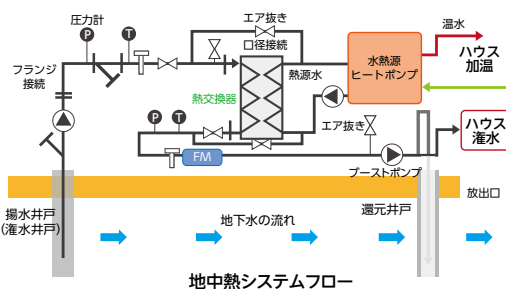 圧力計
エア抜き
温水
P
T
口径接続
水熱源
ヒートポンプ
ハウス
加温
フランジ
接続
熱源水
熱交換器
P
T
エア抜き
ハウス
潅水
FM
ブーストポンプ
揚水井戸
(潅水井戸)
地下水の流れ
還元井戸
放出口
地中熱システムフロー